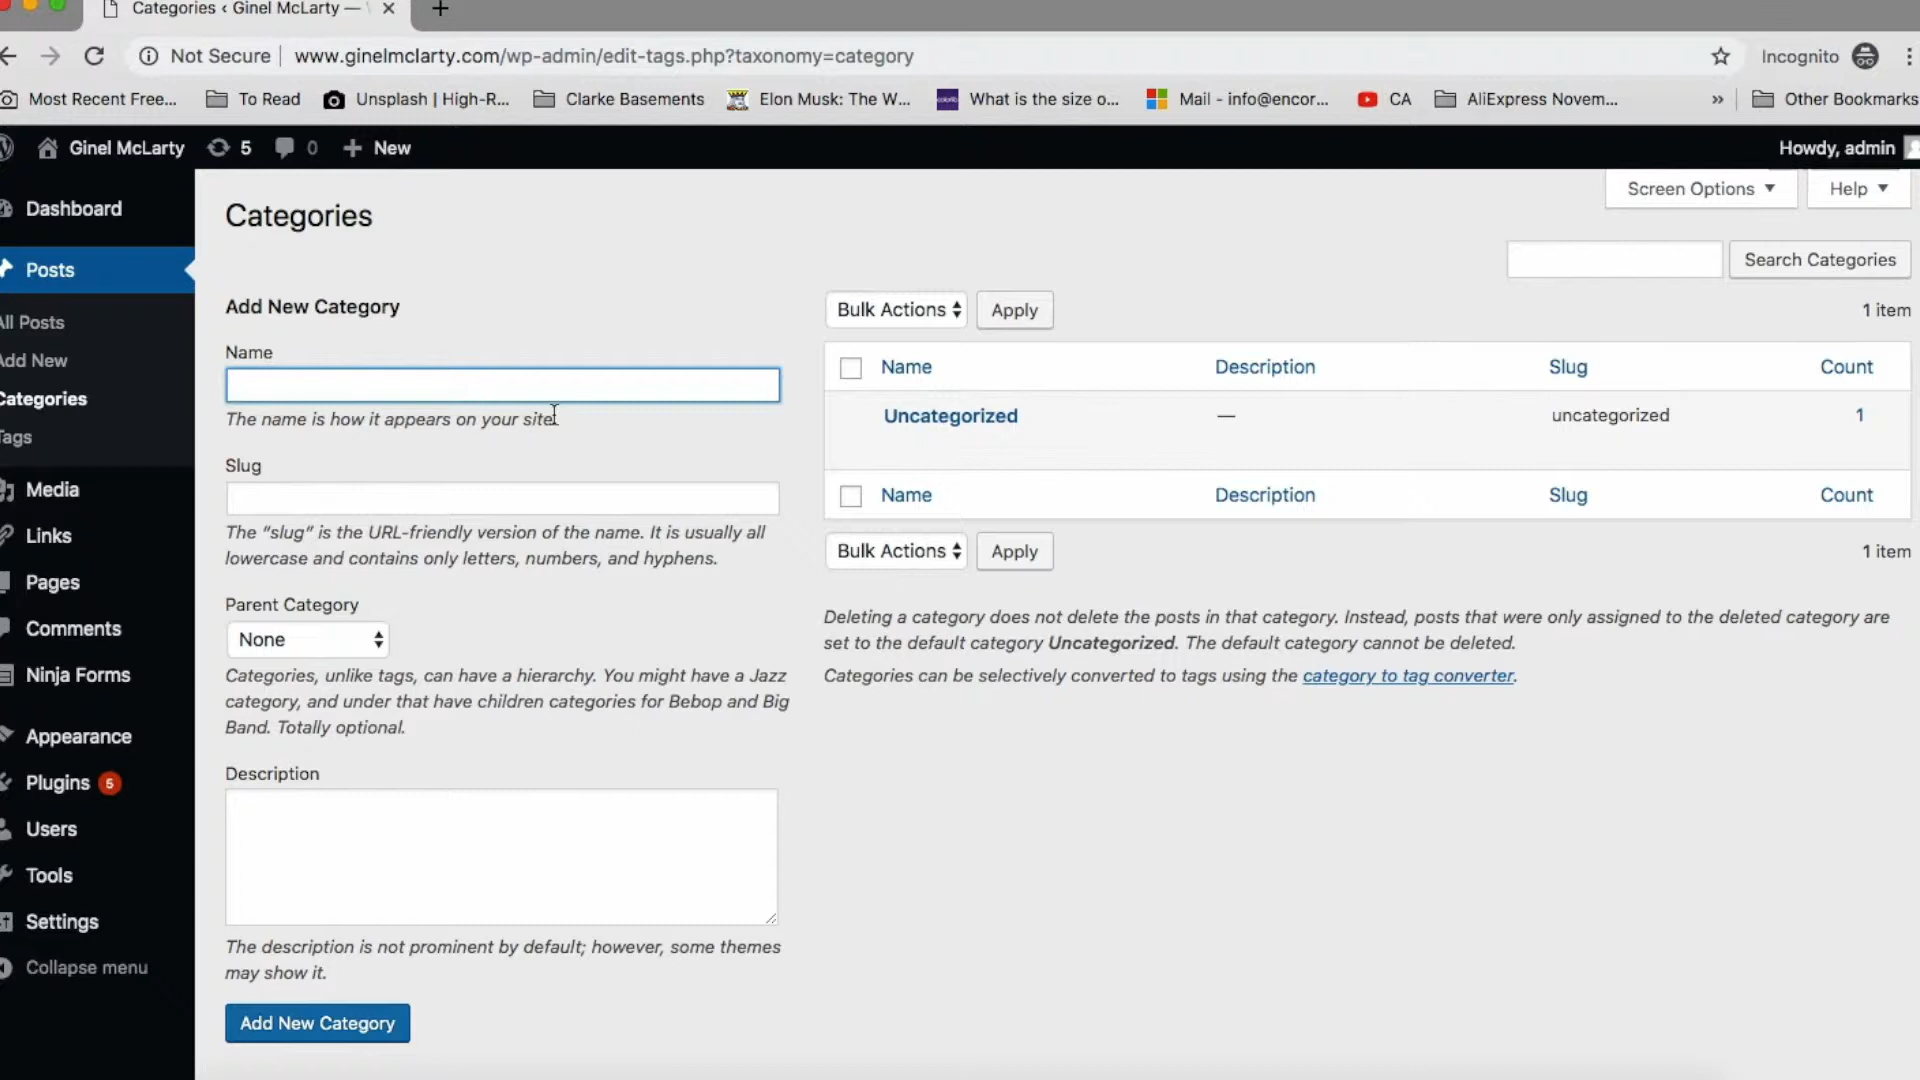 Categories ‹ Ginel McLarty —
Not Secure
www.ginelmclarty.com/wp-admin/edit-tags.php?taxonomy=category
Incognito
Most Recent Free...
To Read
Unsplash | High-R...
Clarke Basements
Elon Musk: The W...
What is the size o...
Mail - info@encor...
CA
AliExpress Novem...
»
Other Bookmarks
Ginel McLarty
5
0
New
Howdy, admin
Dashboard
Posts
All Posts
Add New
Categories
Tags
Media
Links
Pages
Comments
Ninja Forms
Appearance
Plugins 5
Users
Tools
Settings
Collapse menu
Screen Options
Help
Categories
Search Categories
Add New Category
Name
The name is how it appears on your site.
Slug
The “slug” is the URL-friendly version of the name. It is usually all
lowercase and contains only letters, numbers, and hyphens.
Parent Category
None
Categories, unlike tags, can have a hierarchy. You might have a Jazz
category, and under that have children categories for Bebop and Big
Band. Totally optional.
Description
The description is not prominent by default; however, some themes
may show it.
Add New Category
Bulk Actions
Apply
1 item
Name Description Slug Count
Uncategorized — uncategorized 1
Name Description Slug Count
Bulk Actions
Apply
1 item
Deleting a category does not delete the posts in that category. Instead, posts that were only assigned to the deleted category are
set to the default category Uncategorized. The default category cannot be deleted.
Categories can be selectively converted to tags using the category to tag converter.